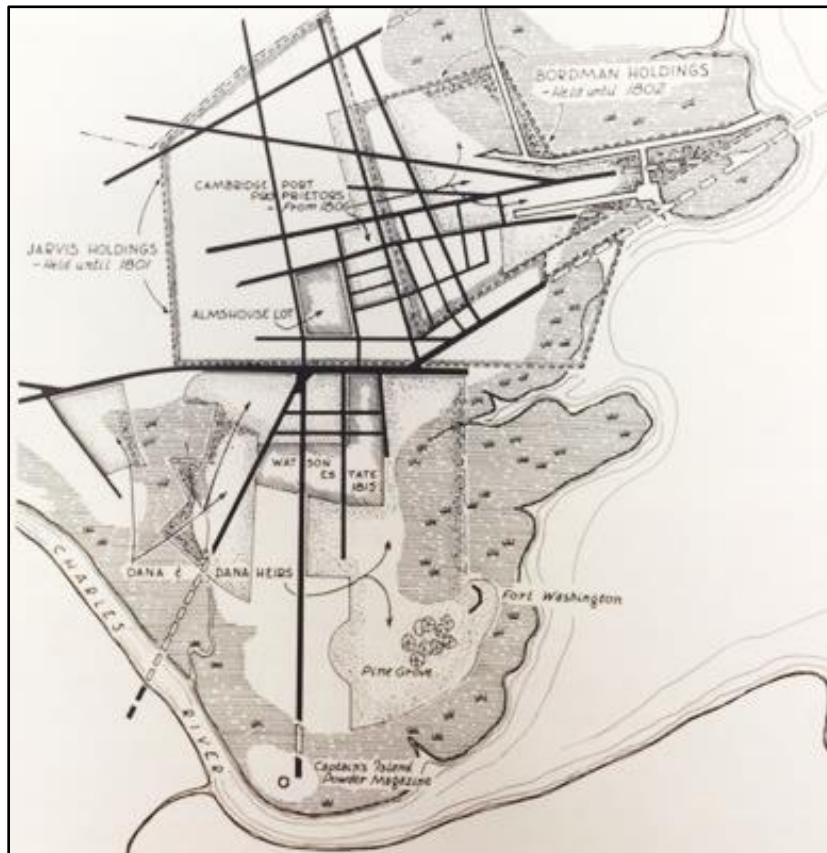 BORDMAN HOLDINGS
- Held until 1802
CAMBRIDGE PORT
PROPRIETORS
- From 1806
JARVIS HOLDINGS
- Held until 1801
ALMSHOUSE LOT
WATSON
ESTATE
1815
DANA & DANA HEIRS
Fort Washington
Pine Grove
CHARLES RIVER
Captain's Island
Powder Magazine